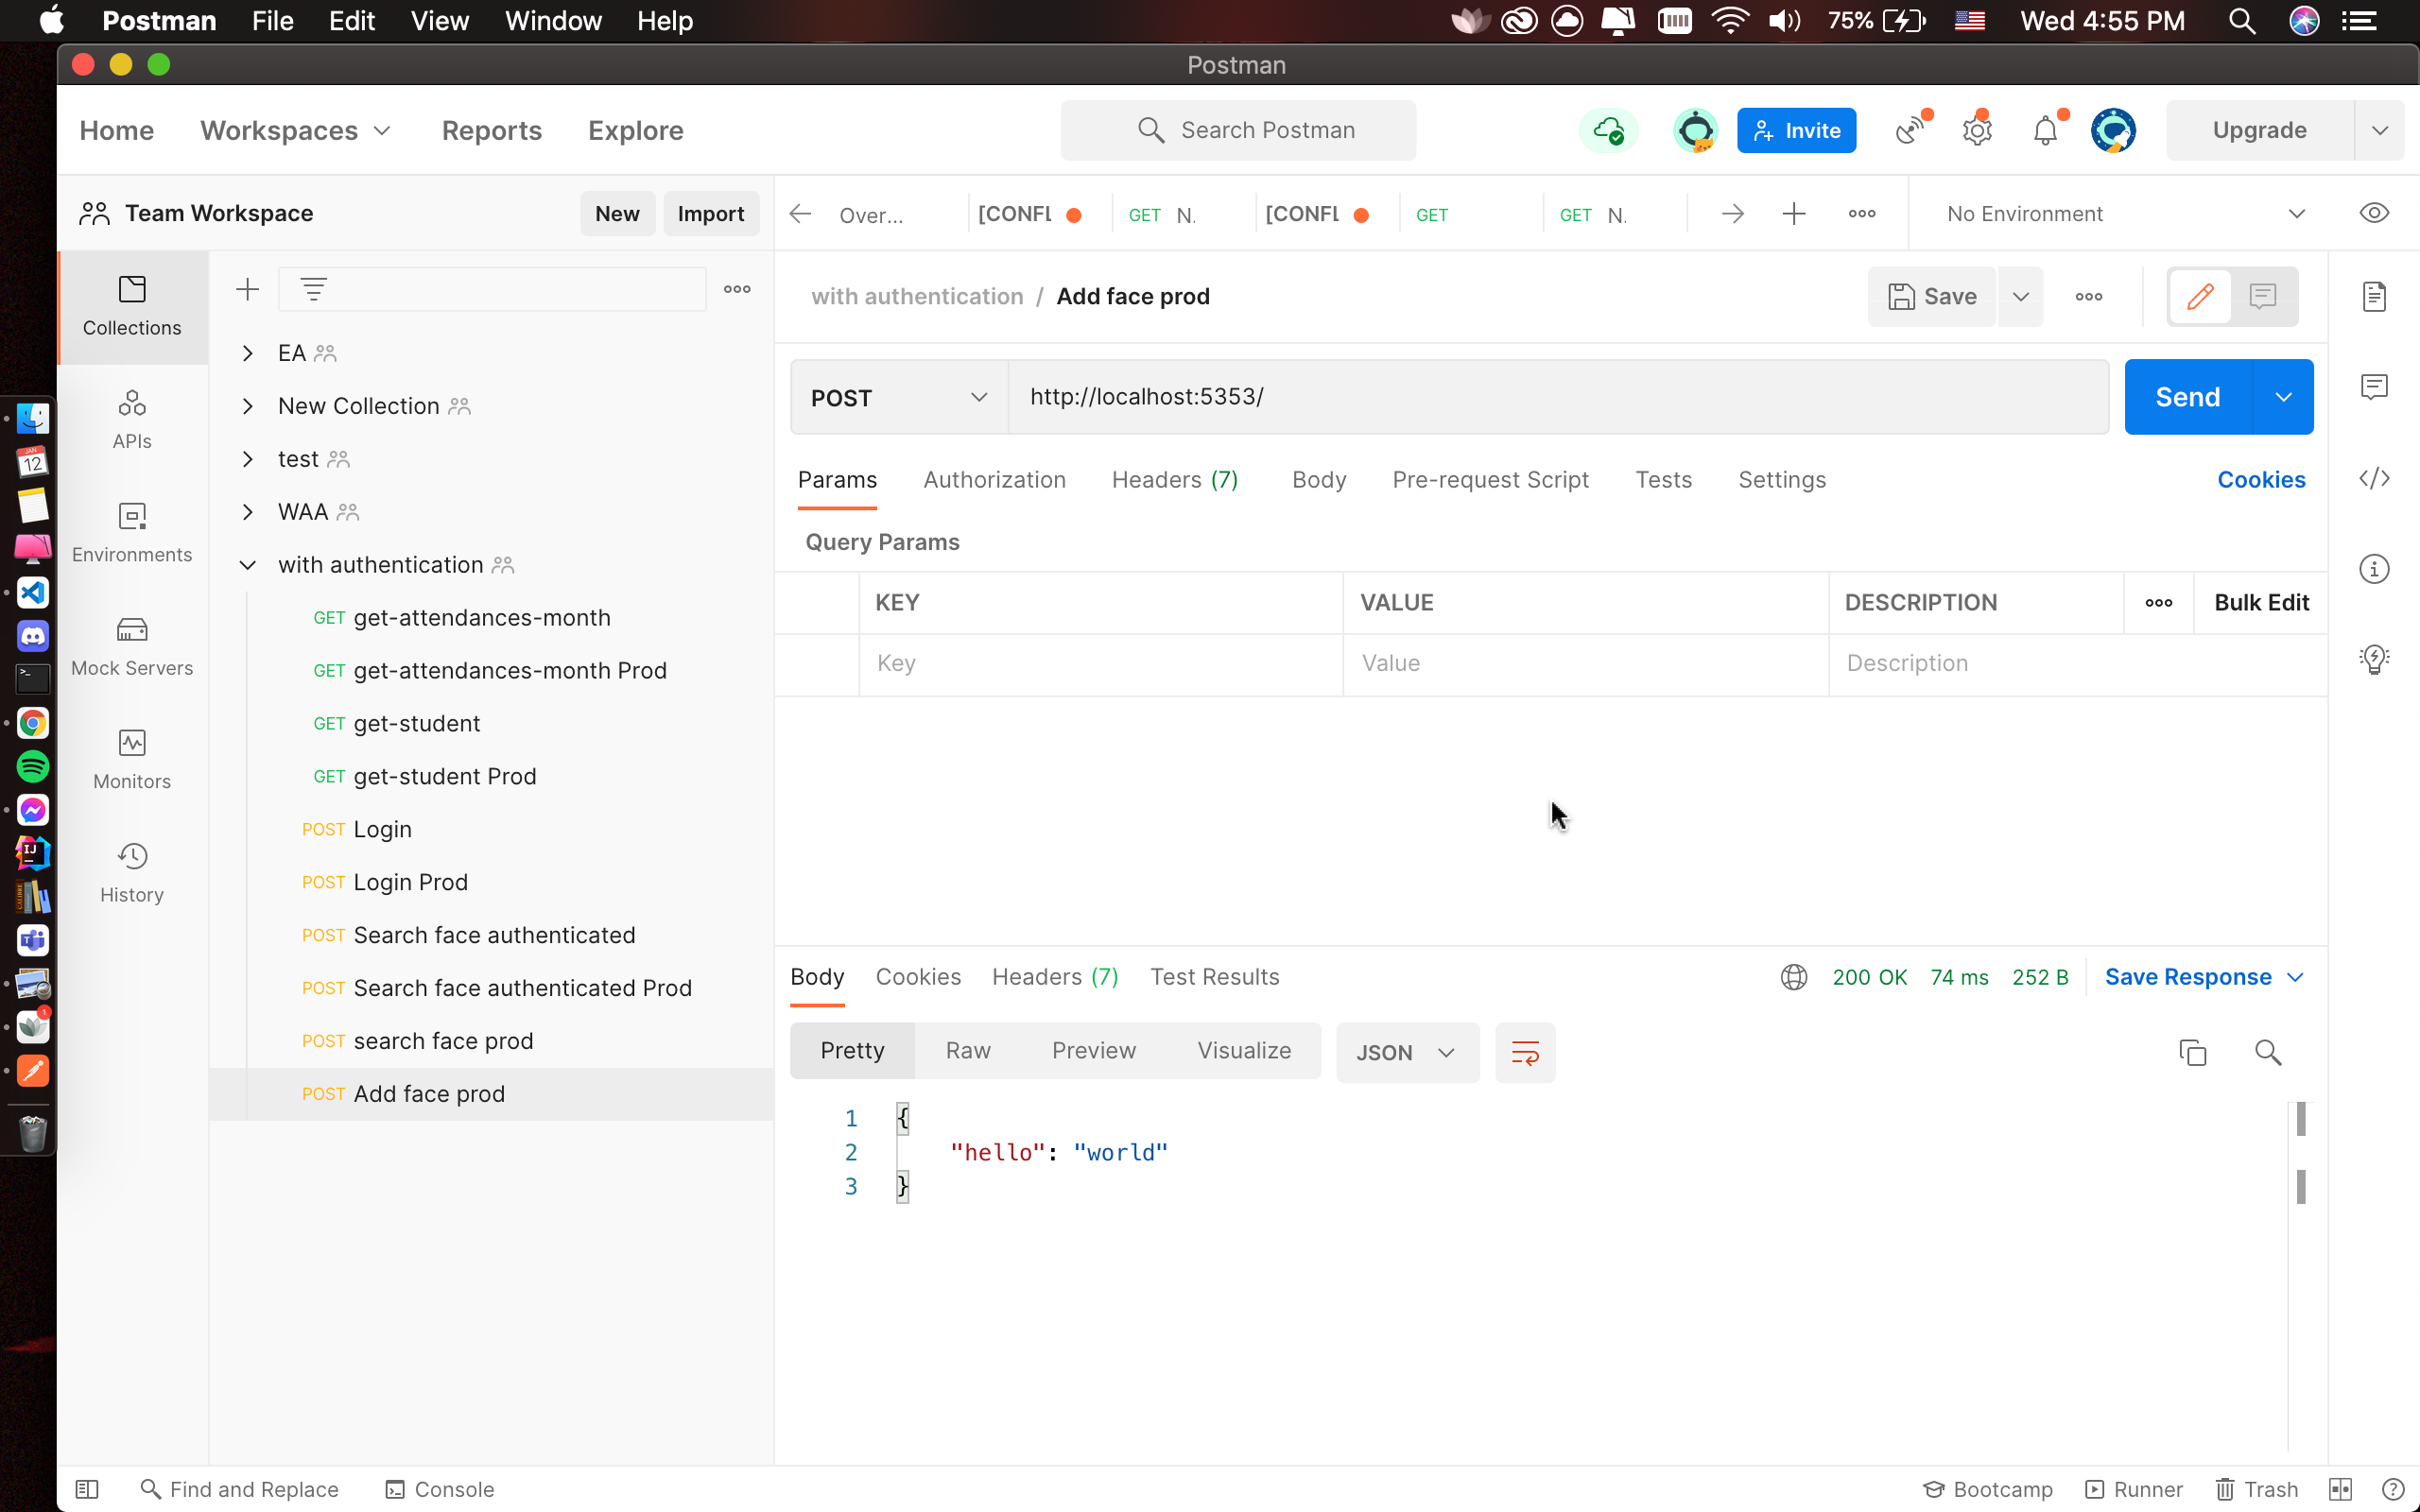 Postman File Edit View Window Help 75% Wed 4:55 PM
Postman
Home Workspaces Reports Explore Search Postman Invite Upgrade
Team Workspace New Import Over... [CONFL GET N. [CONFL GET GET N. ooo No Environment
Collections
APIs
Environments
Mock Servers
Monitors
History
EA
New Collection
test
WAA
with authentication
GET get-attendances-month
GET get-attendances-month Prod
GET get-student
GET get-student Prod
POST Login
POST Login Prod
POST Search face authenticated
POST Search face authenticated Prod
POST search face prod
POST Add face prod
with authentication / Add face prod Save
POST http://localhost:5353/ Send
Params Authorization Headers (7) Body Pre-request Script Tests Settings Cookies
Query Params
KEY VALUE DESCRIPTION Bulk Edit
Key Value Description
Body Cookies Headers (7) Test Results 200 OK 74 ms 252 B Save Response
Pretty Raw Preview Visualize JSON
1 {
2 "hello": "world"
3 }
Find and Replace Console Bootcamp Runner Trash
JAN
12
IJ
1